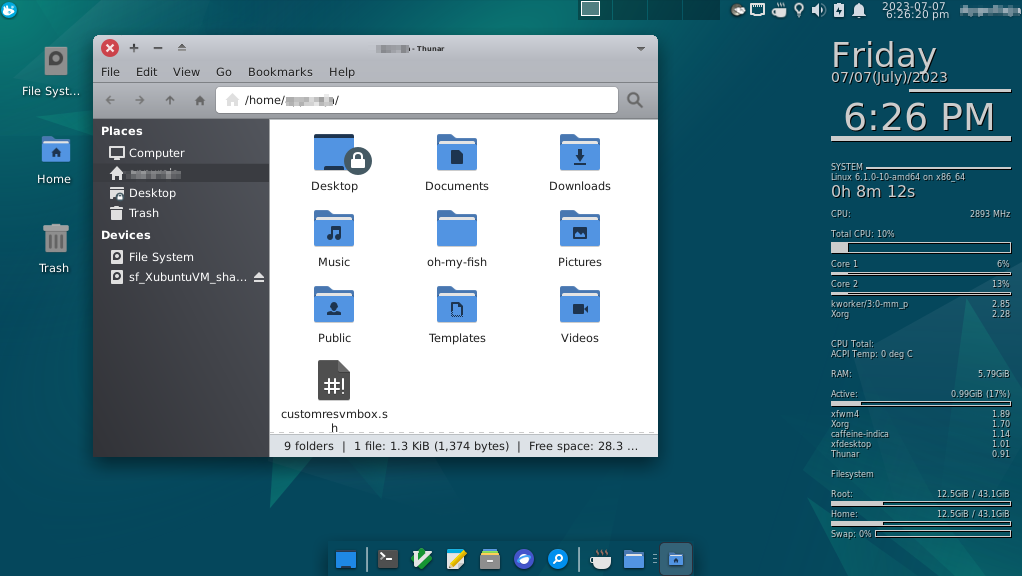 2023-07-07
6:26:20 pm
- Thunar
File Edit View Go Bookmarks Help
/home/
/
File Syst...
Home
Trash
Places
Computer
Desktop
Trash
Devices
File System
sf_XubuntuVM_sha...
Desktop
Documents
Downloads
Music
oh-my-fish
Pictures
Public
Templates
Videos
#!
customresvmbox.s
h
9 folders | 1 file: 1.3 KiB (1,374 bytes) | Free space: 28.3 ...
Friday
07/07(July)/2023
6:26 PM
SYSTEM
Linux 6.1.0-10-amd64 on x86_64
0h 8m 12s
CPU: 2893 MHz
Total CPU: 10%
Core 1 6%
Core 2 13%
kworker/3:0-mm_p 2.85
Xorg 2.28
CPU Total:
ACPI Temp: 0 deg C
RAM: 5.79GiB
Active: 0.99GiB (17%)
xfwm4 1.89
Xorg 1.70
caffeine-indica 1.14
xfdesktop 1.01
Thunar 0.91
Filesystem
Root: 12.5GiB / 43.1GiB
Home: 12.5GiB / 43.1GiB
Swap: 0%